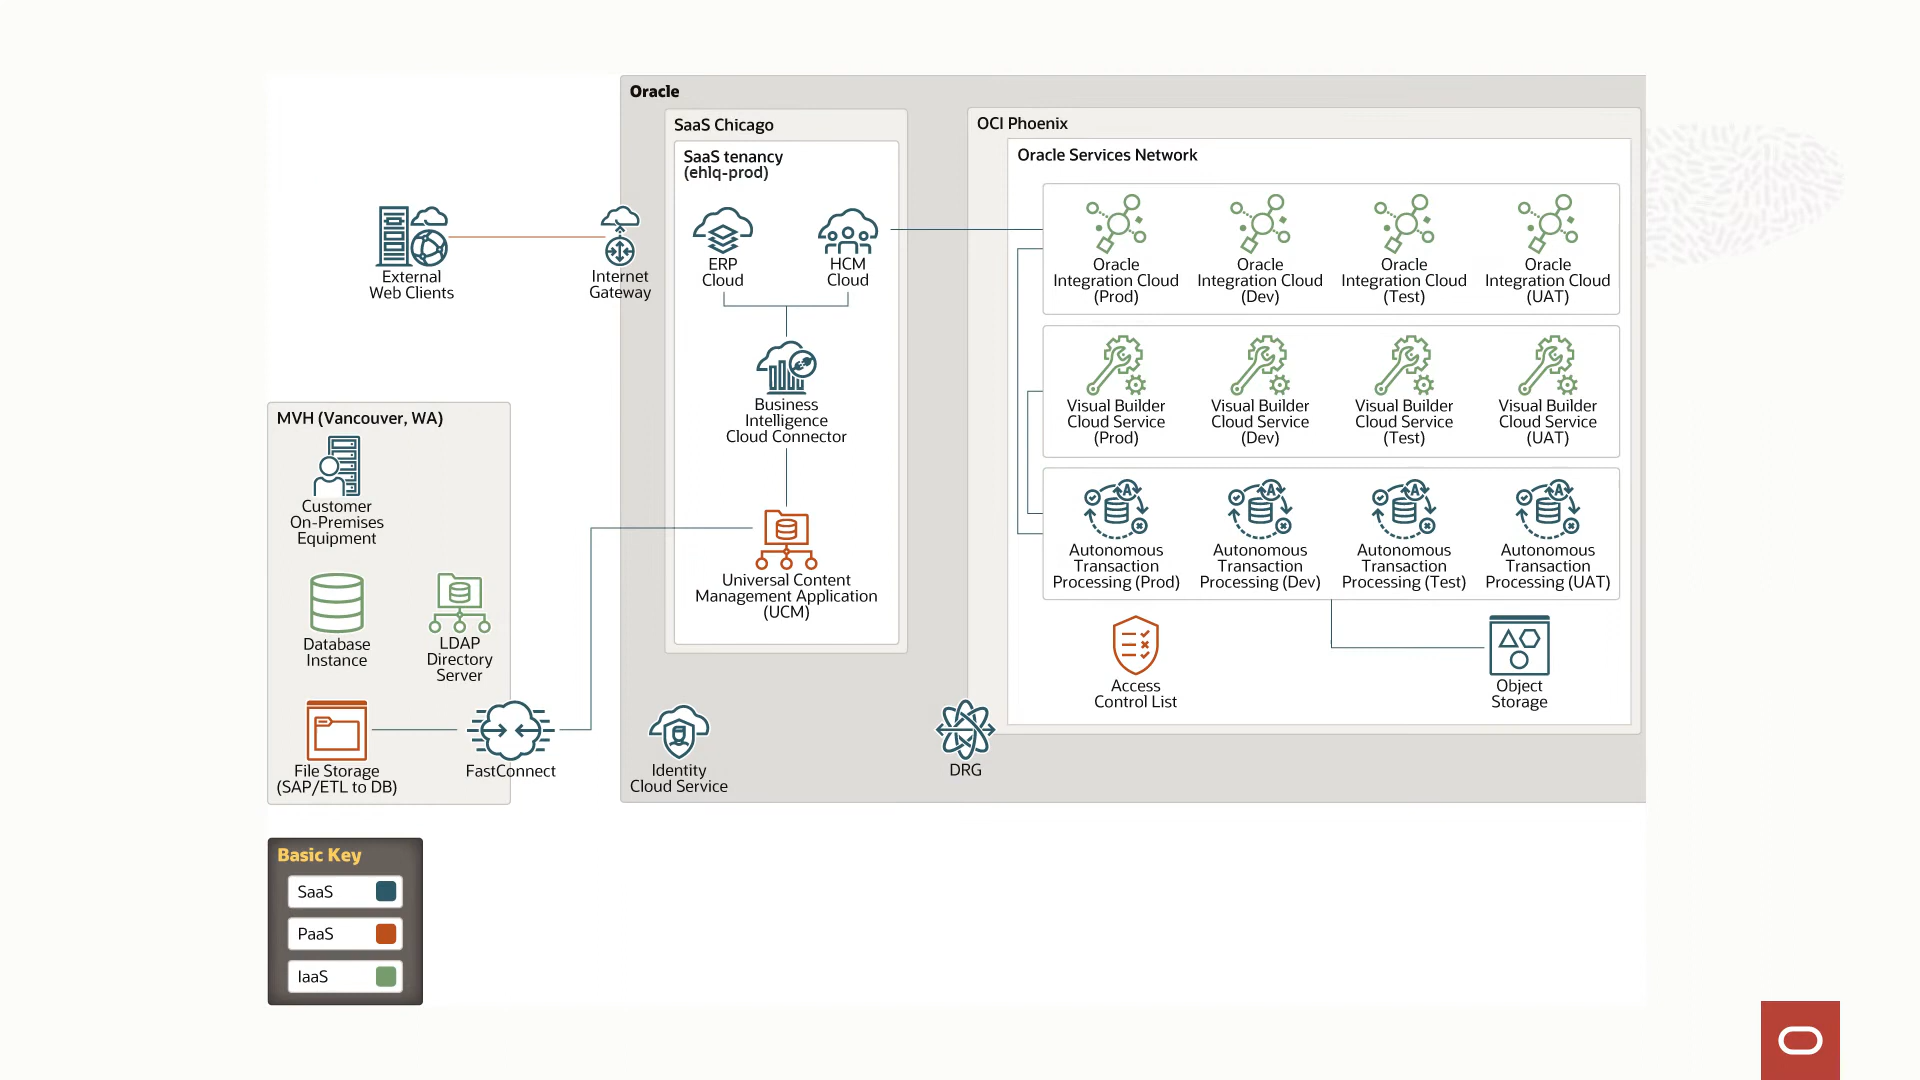 Oracle
SaaS Chicago
SaaS tenancy
(ehlq-prod)
ERP
Cloud
HCM
Cloud
Business
Intelligence
Cloud Connector
Universal Content
Management Application
(UCM)
External
Web Clients
Internet
Gateway
OCI Phoenix
Oracle Services Network
Oracle
Integration Cloud
(Prod)
Oracle
Integration Cloud
(Dev)
Oracle
Integration Cloud
(Test)
Oracle
Integration Cloud
(UAT)
Visual Builder
Cloud Service
(Prod)
Visual Builder
Cloud Service
(Dev)
Visual Builder
Cloud Service
(Test)
Visual Builder
Cloud Service
(UAT)
A
A
A
A
Autonomous
Transaction
Processing (Prod)
Autonomous
Transaction
Processing (Dev)
Autonomous
Transaction
Processing (Test)
Autonomous
Transaction
Processing (UAT)
Access
Control List
Object
Storage
MVH (Vancouver, WA)
Customer
On-Premises
Equipment
Database
Instance
LDAP
Directory
Server
File Storage
(SAP/ETL to DB)
FastConnect
Identity
Cloud Service
DRG
Basic Key
SaaS
PaaS
IaaS